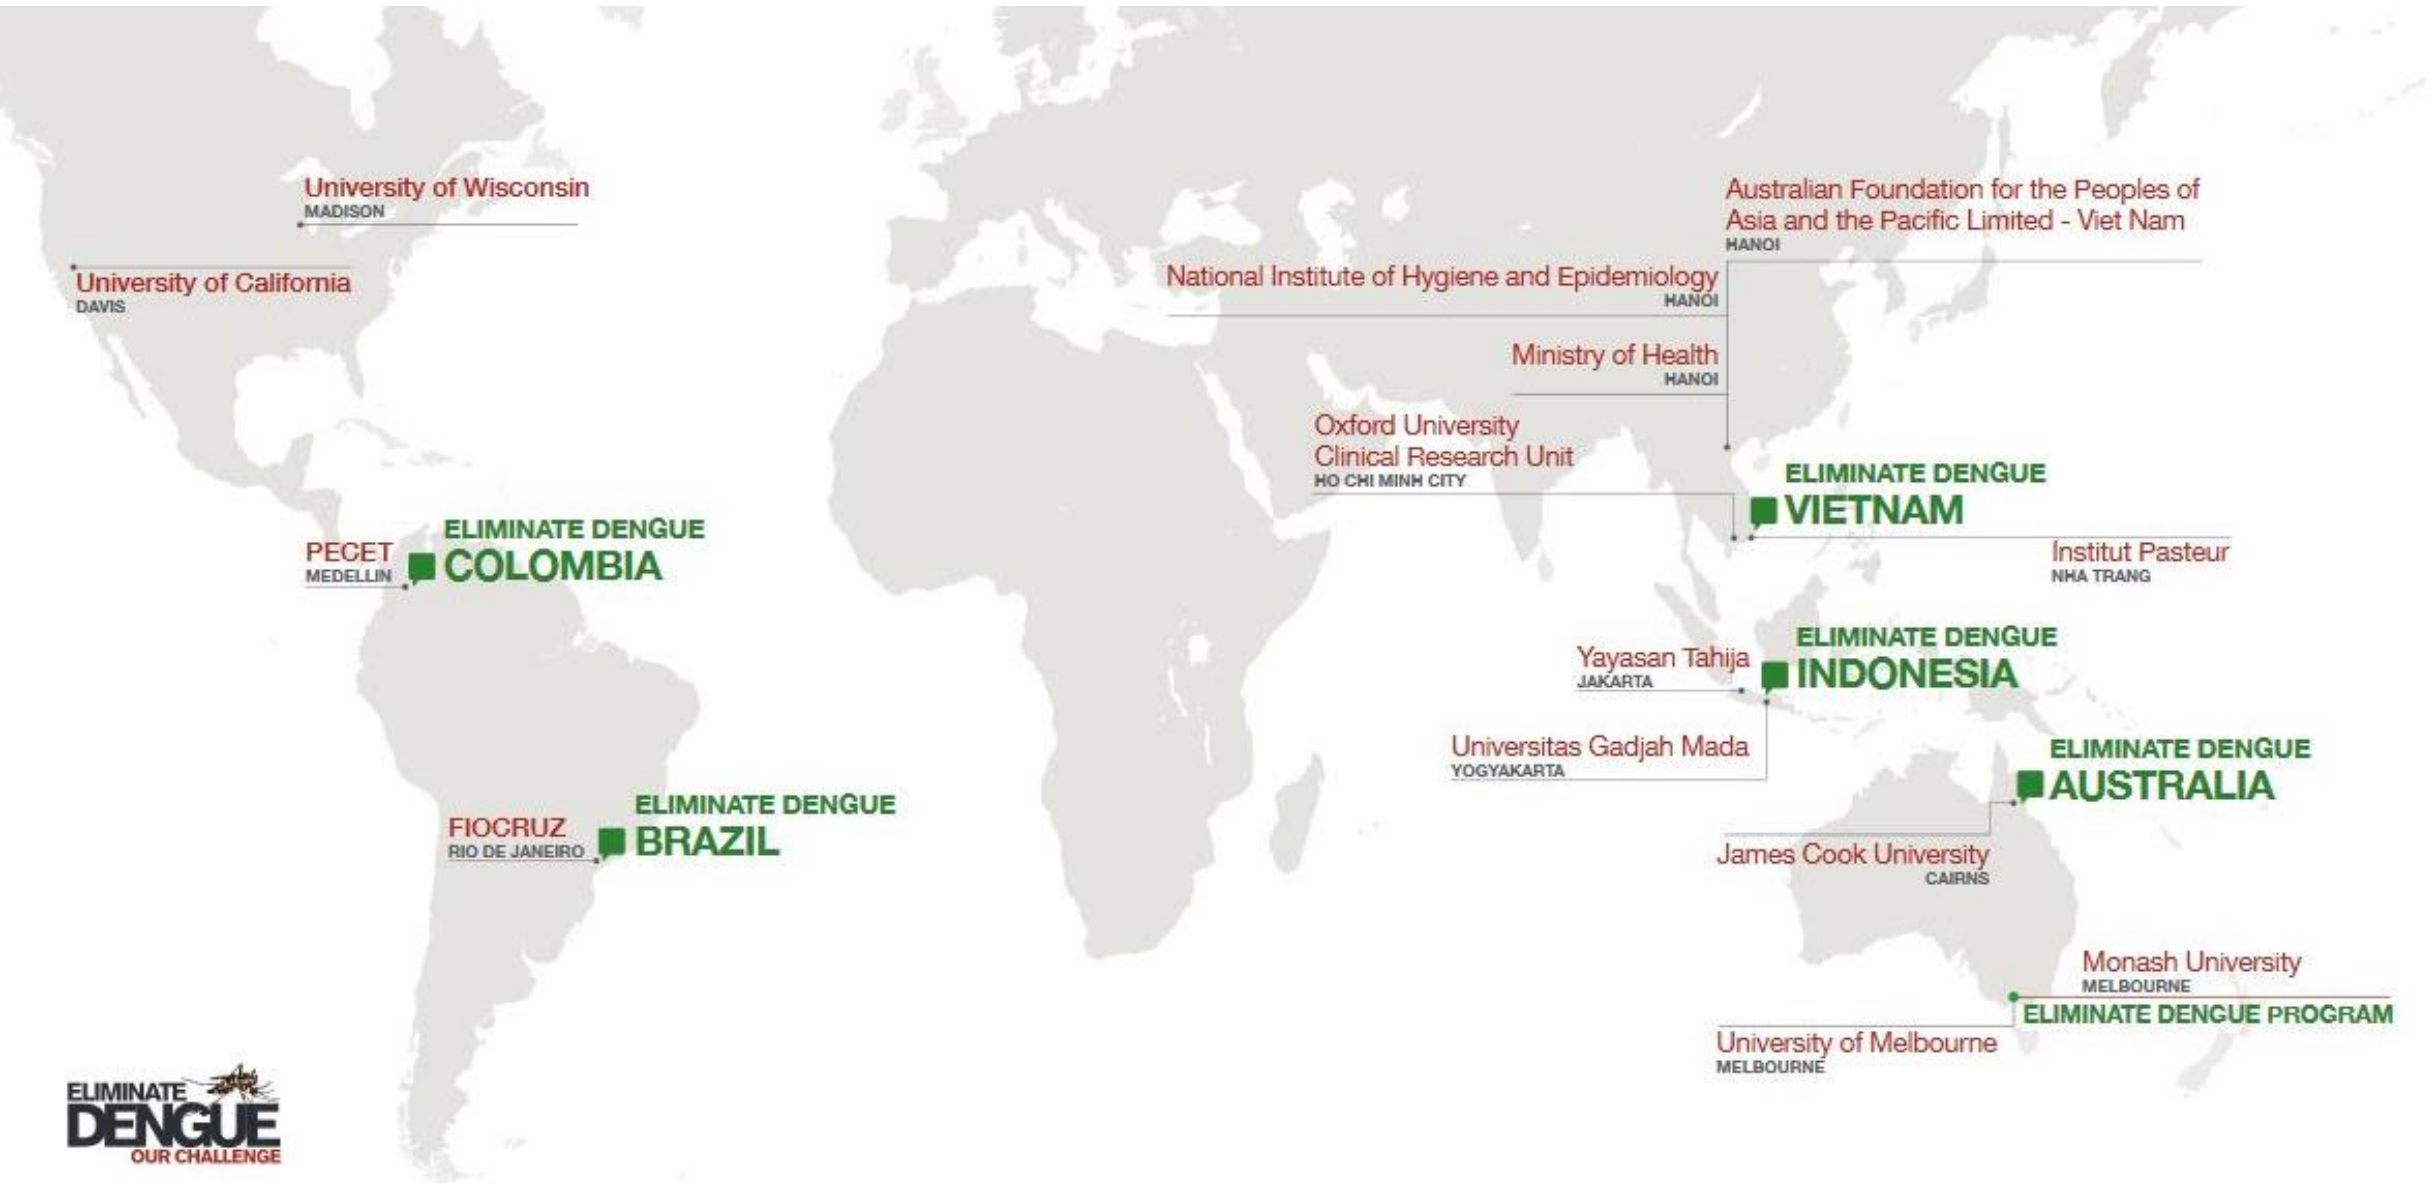 University of Wisconsin
MADISON
University of California
DAVIS
Australian Foundation for the Peoples of
Asia and the Pacific Limited - Viet Nam
HANOI
National Institute of Hygiene and Epidemiology
HANOI
Ministry of Health
HANOI
Oxford University
Clinical Research Unit
HO CHI MINH CITY
ELIMINATE DENGUE
VIETNAM
Institut Pasteur
NHA TRANG
PECET
MEDELLIN
ELIMINATE DENGUE
COLOMBIA
Yayasan Tahija
JAKARTA
ELIMINATE DENGUE
INDONESIA
Universitas Gadjah Mada
YOGYAKARTA
ELIMINATE DENGUE
AUSTRALIA
James Cook University
CAIRNS
FIOCRUZ
RIO DE JANEIRO
ELIMINATE DENGUE
BRAZIL
Monash University
MELBOURNE
ELIMINATE DENGUE PROGRAM
University of Melbourne
MELBOURNE
ELIMINATE
DENGUE
OUR CHALLENGE